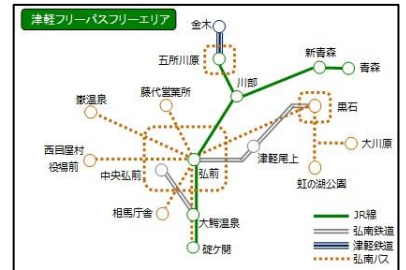 津軽フリーパスフリーエリア
金木
五所川原
新青森
青森
川部
藤代営業所
嶽温泉
黒石
西目屋村
役場前
中央弘前
弘前
津軽尾上
大川原
虹の湖公園
相馬庁舎
大鰐温泉
碇ケ関
JR線
弘南鉄道
津軽鉄道
弘南バス